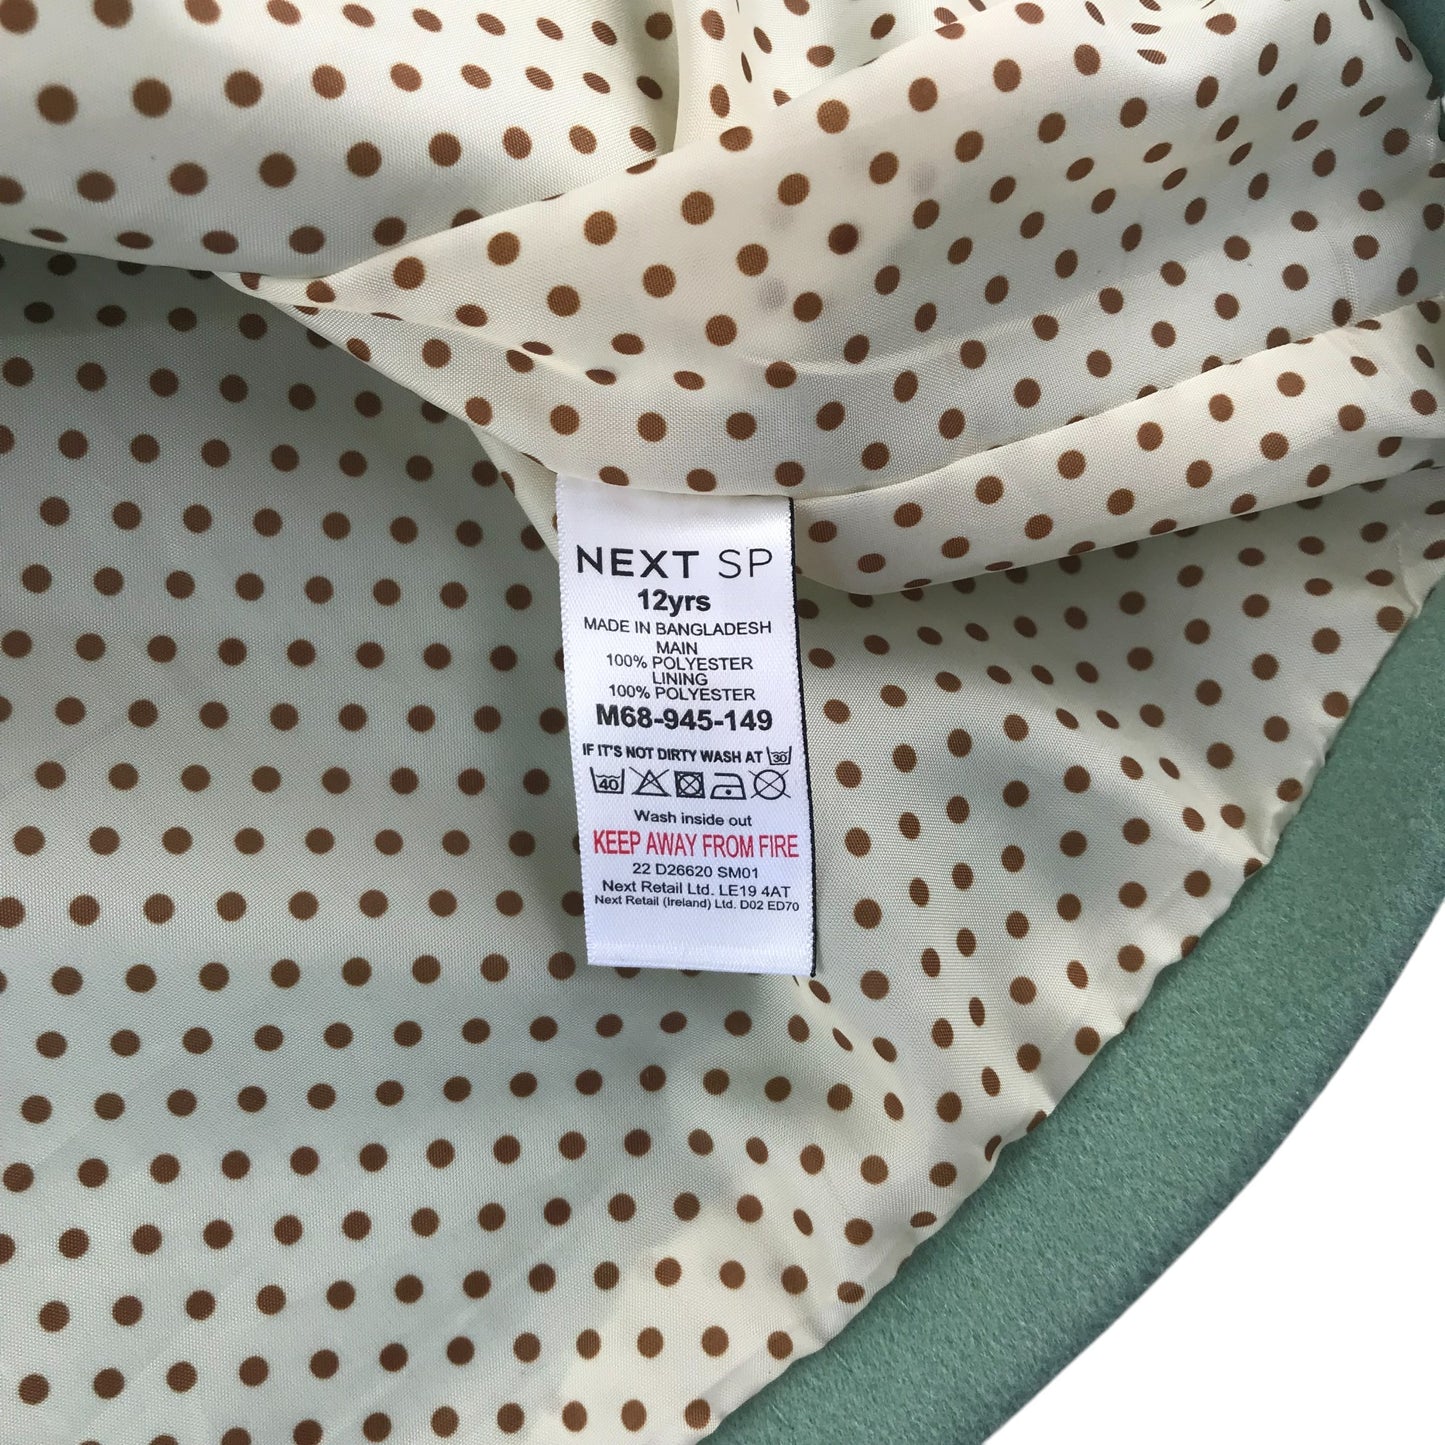 NEXT SP
12yrs
MADE IN BANGLADESH
MAIN
100% POLYESTER
LINING
100% POLYESTER
M68-945-149
IF IT'S NOT DIRTY WASH AT 30
40
Wash inside out
KEEP AWAY FROM FIRE
22 D26620 SM01
Next Retail Ltd. LE19 4AT
Next Retail (Ireland) Ltd. D02 ED70